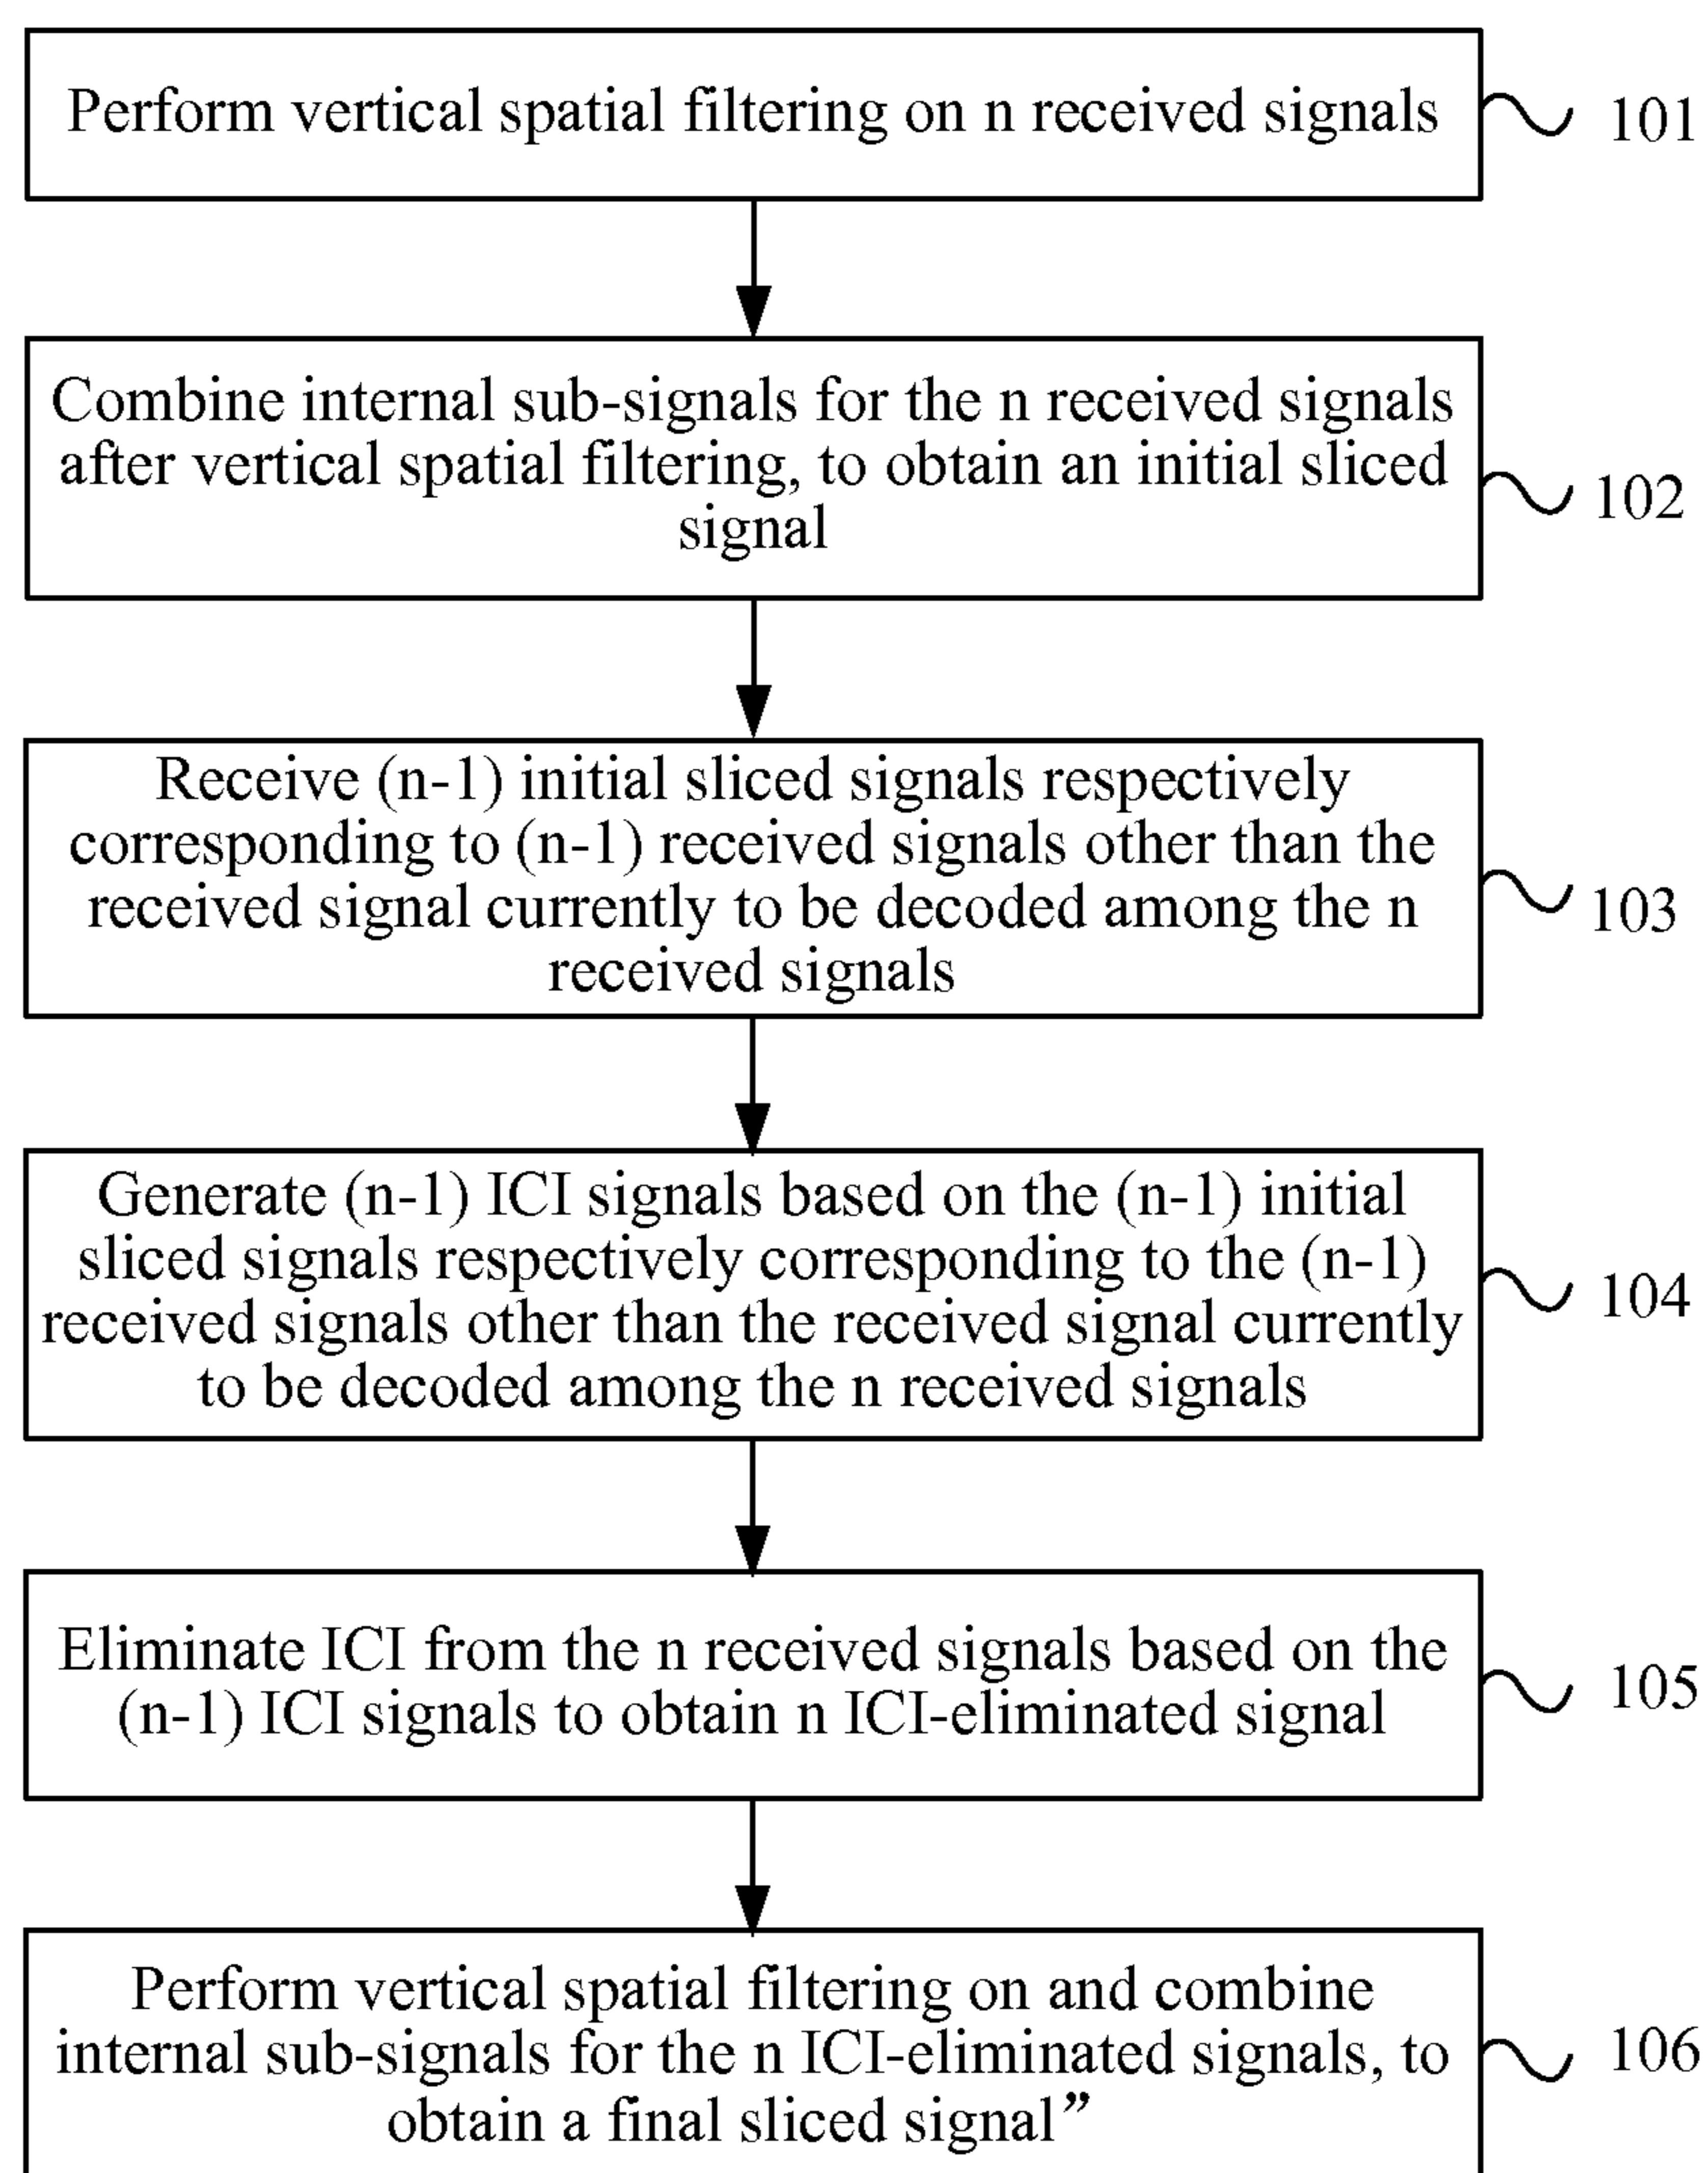 Perform vertical spatial filtering on n received signals
101
Combine internal sub-signals for the n received signals
after vertical spatial filtering, to obtain an initial sliced
signal
102
Receive (n-1) initial sliced signals respectively
corresponding to (n-1) received signals other than the
received signal currently to be decoded among the n
received signals
103
Generate (n-1) ICI signals based on the (n-1) initial
sliced signals respectively corresponding to the (n-1)
received signals other than the received signal currently
to be decoded among the n received signals
104
Eliminate ICI from the n received signals based on the
(n-1) ICI signals to obtain n ICI-eliminated signal
105
Perform vertical spatial filtering on and combine
internal sub-signals for the n ICI-eliminated signals, to
obtain a final sliced signal”
106